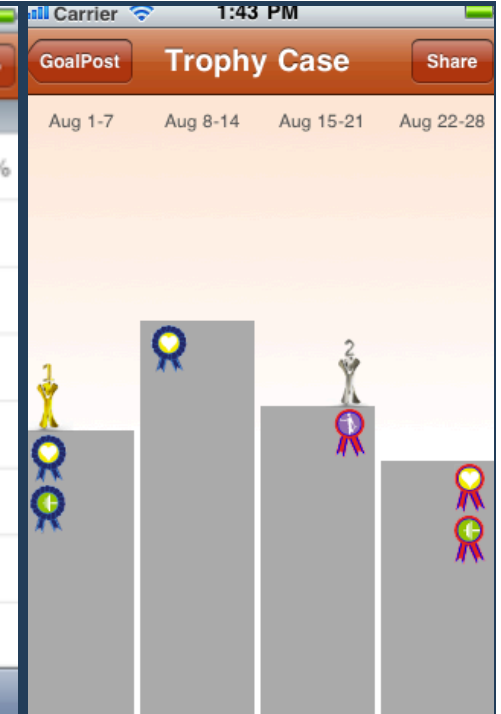 Carrier 1:43 PM
GoalPost Trophy Case Share
Aug 1-7 Aug 8-14 Aug 15-21 Aug 22-28
%
2
1